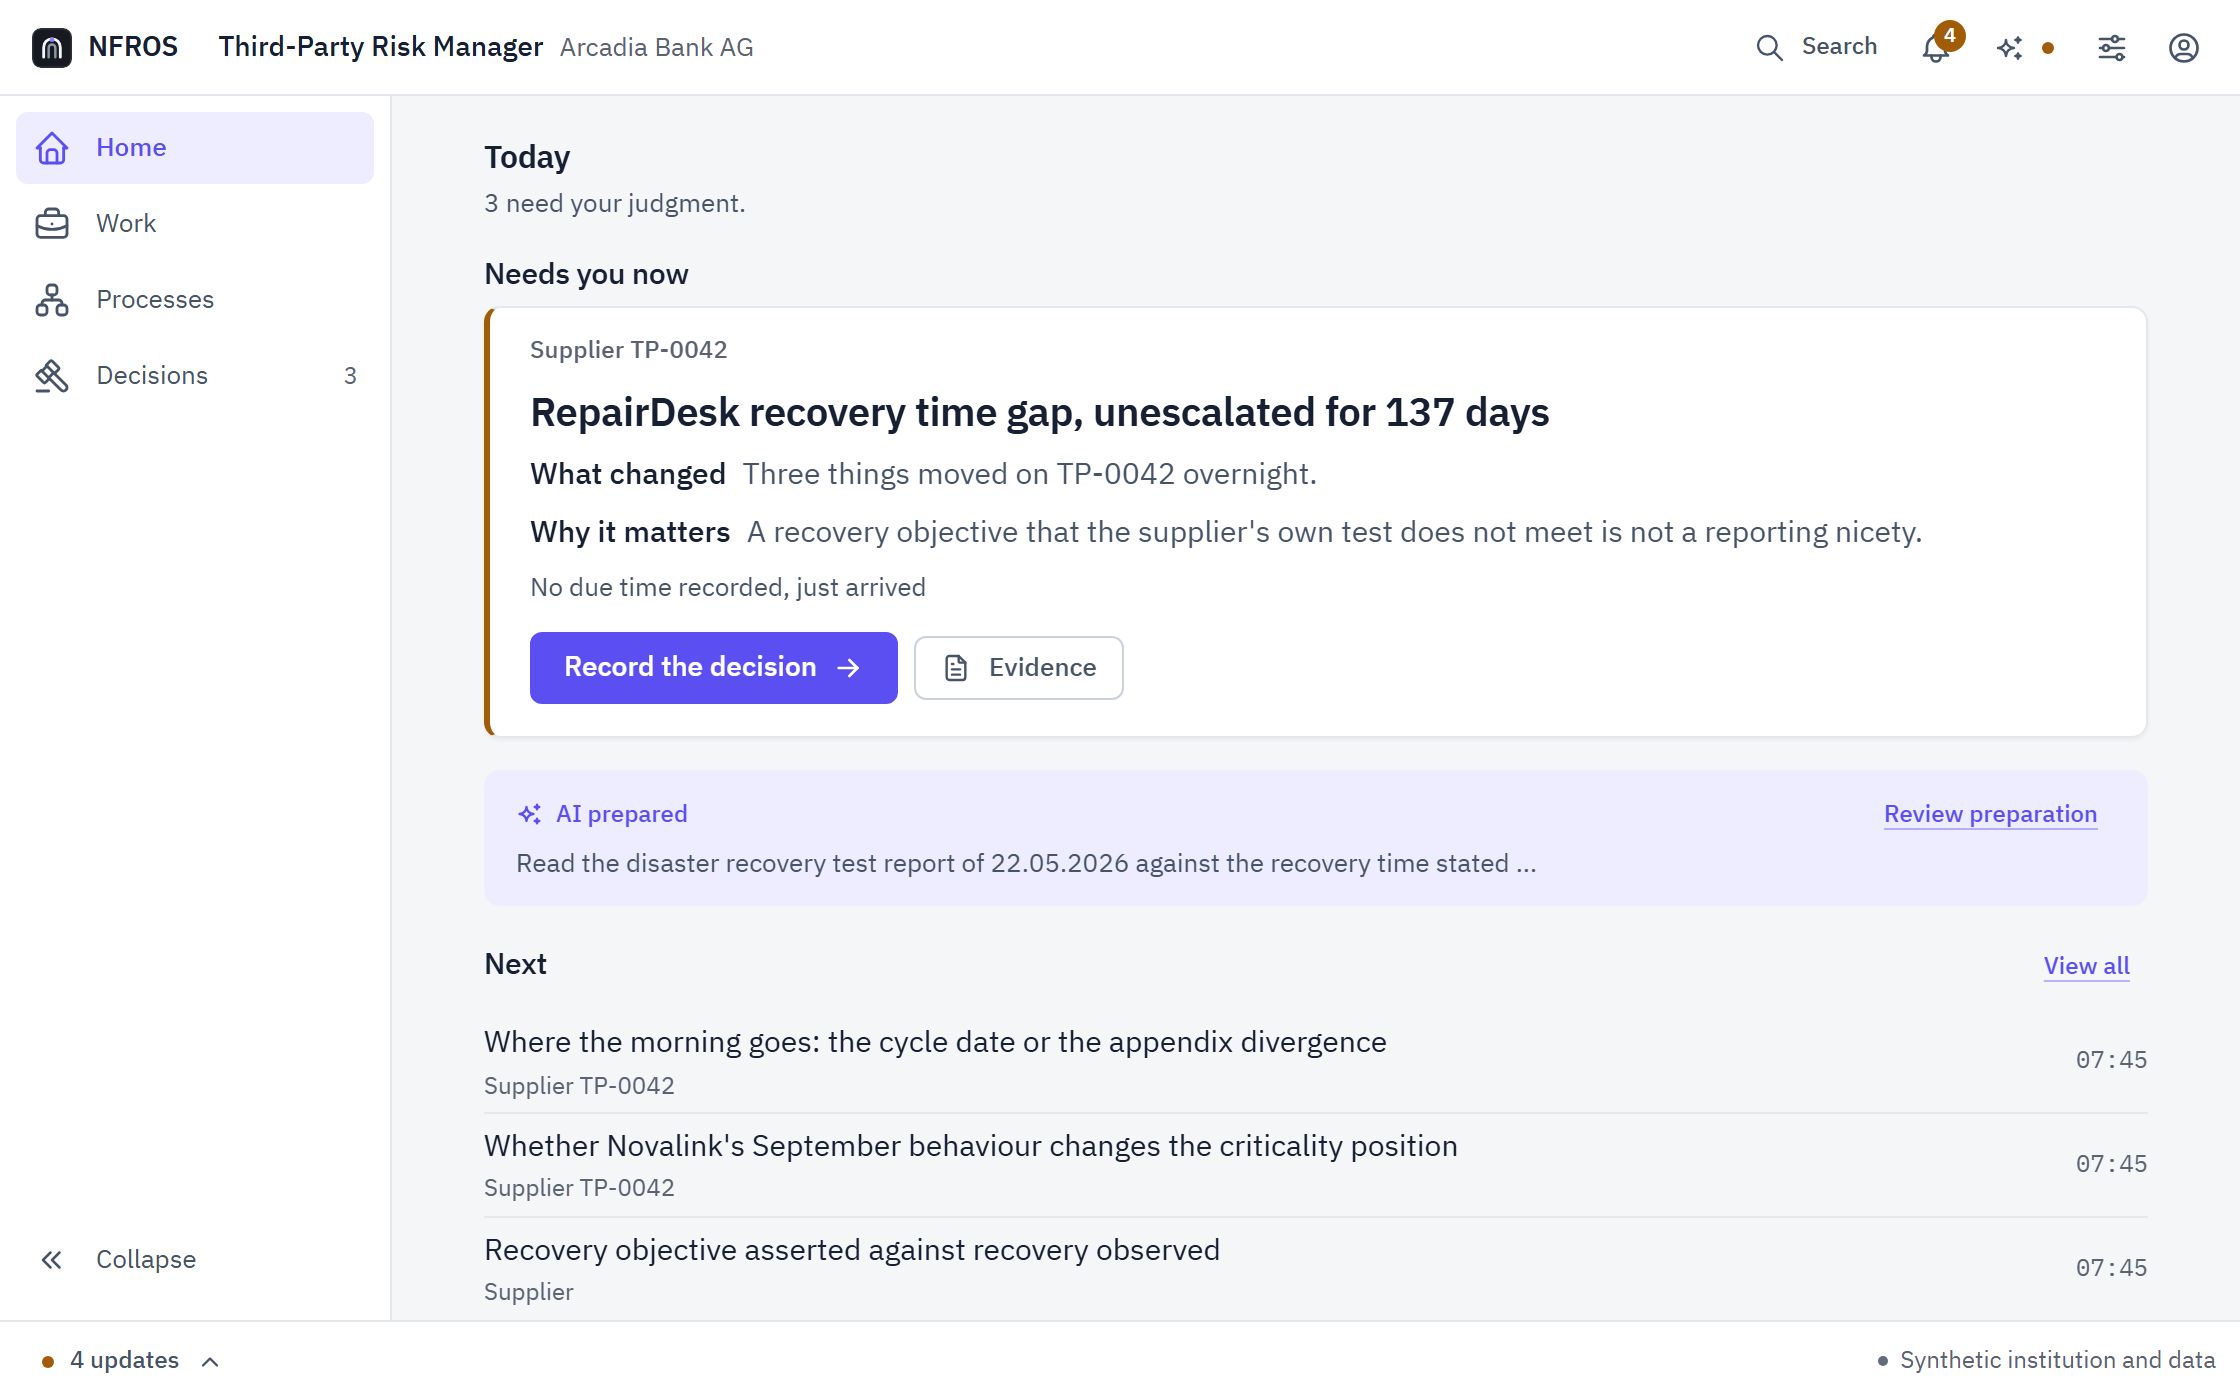 NFROS Third-Party Risk Manager Arcadia Bank AG Search 4
Home
Work
Processes
Decisions 3
Collapse
Today
3 need your judgment.
Needs you now
Supplier TP-0042
RepairDesk recovery time gap, unescalated for 137 days
What changed Three things moved on TP-0042 overnight.
Why it matters A recovery objective that the supplier's own test does not meet is not a reporting nicety.
No due time recorded, just arrived
Record the decision Evidence
AI prepared Review preparation
Read the disaster recovery test report of 22.05.2026 against the recovery time stated ...
Next View all
Where the morning goes: the cycle date or the appendix divergence
Supplier TP-0042
07:45
Whether Novalink's September behaviour changes the criticality position
Supplier TP-0042
07:45
Recovery objective asserted against recovery observed
Supplier
07:45
4 updates Synthetic institution and data